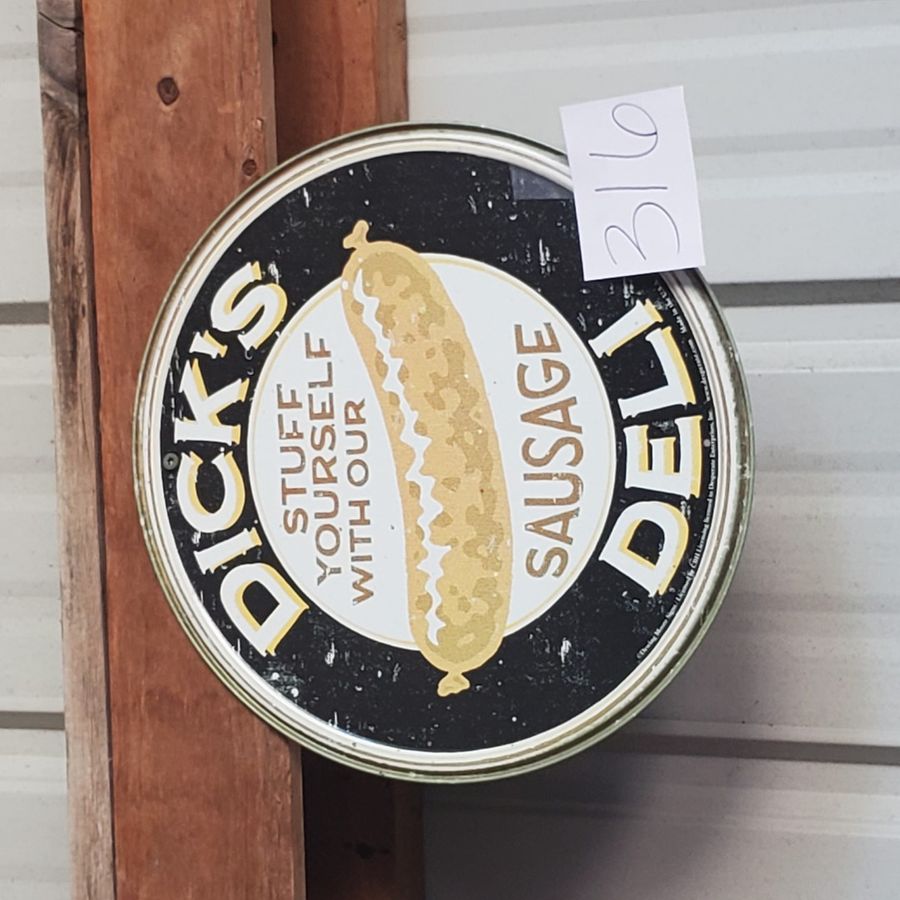 DICK'S
STUFF
YOURSELF
WITH OUR
SAUSAGE
DELI
316